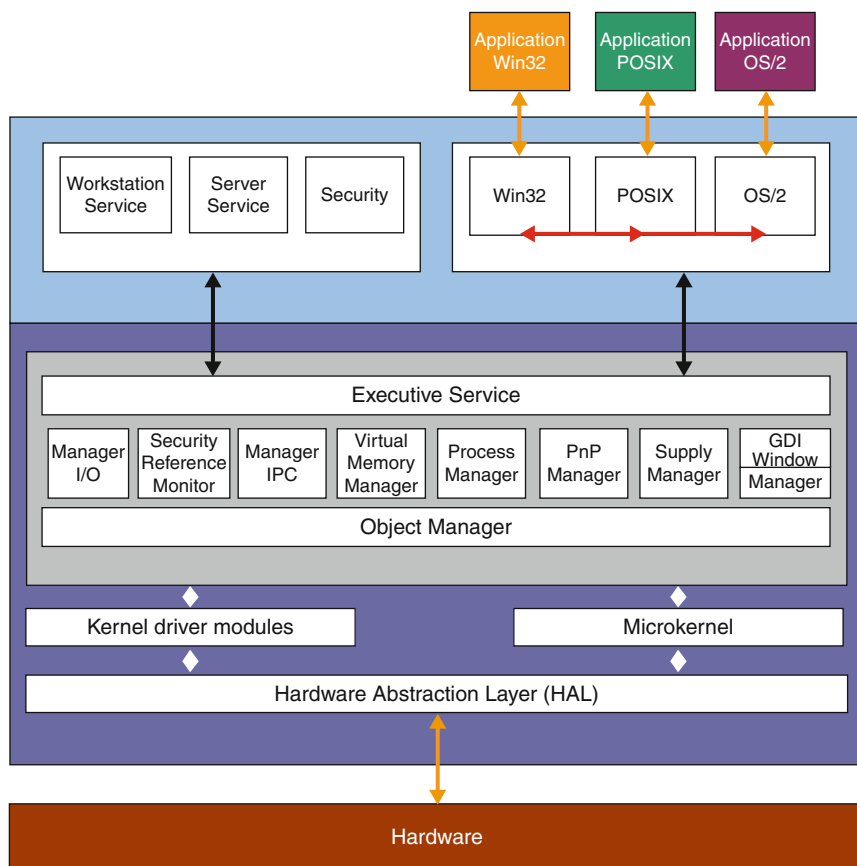 Application
Win32
Application
POSIX
Application
OS/2
Workstation
Service
Server
Service
Security
Win32
POSIX
OS/2
Executive Service
Manager
I/O
Security
Reference
Monitor
Manager
IPC
Virtual
Memory
Manager
Process
Manager
PnP
Manager
Supply
Manager
GDI
Window
Manager
Object Manager
Kernel driver modules
Microkernel
Hardware Abstraction Layer (HAL)
Hardware